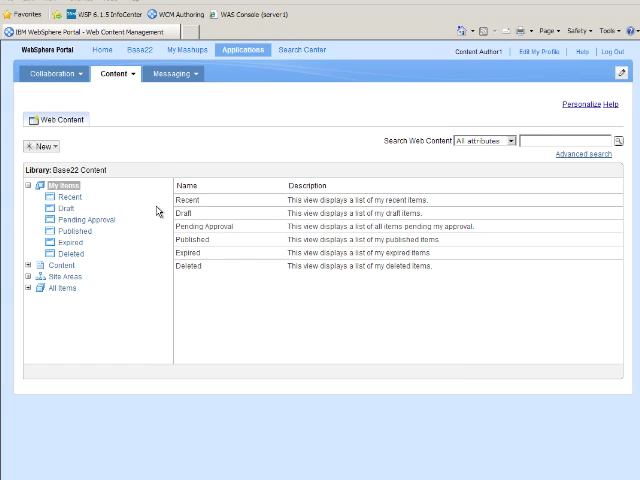 Favorites WSP 6.1.5 InfoCenter WCM Authoring WAS Console (server1)
IBM WebSphere Portal - Web Content Management Page Safety Tools
WebSphere Portal Home Base22 My Mashups Applications Search Center Content Author1 Edit My Profile Help Log Out
Collaboration Content Messaging
Personalize Help
Web Content
New Search Web Content All attributes
Advanced search
Library: Base22 Content
My Items Name Description
Recent Recent This view displays a list of my recent items.
Draft Draft This view displays a list of my draft items.
Pending Approval Pending Approval This view displays a list of all items pending my approval.
Published Published This view displays a list of my published items
Expired Expired This view displays a list of my expired items
Deleted Deleted This view displays a list of my deleted items.
Content
Site Areas
All Items